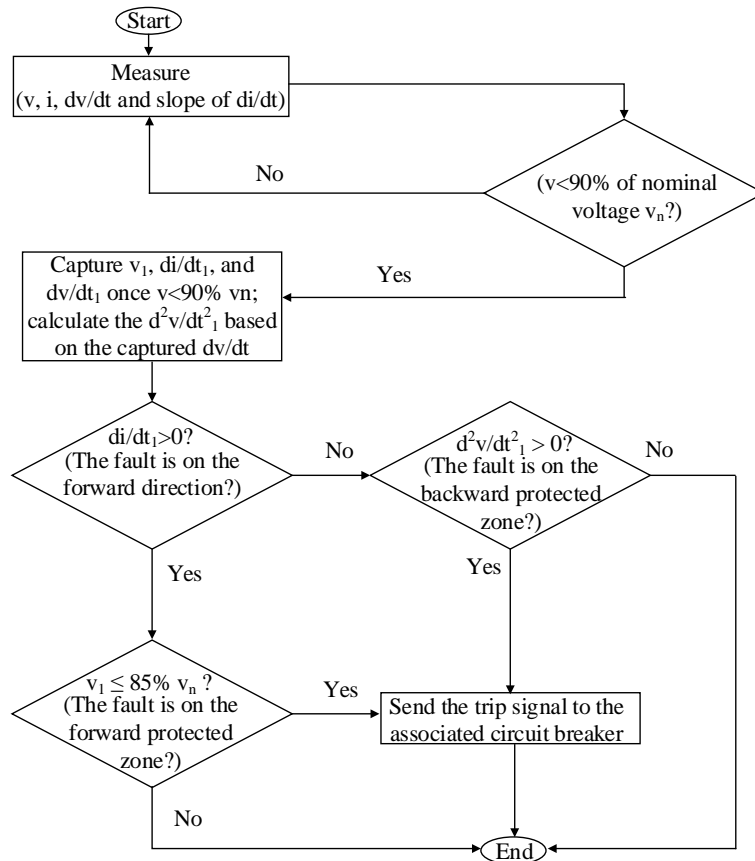 Start
Measure
(v, i, dv/dt and slope of di/dt)
No
(v<90% of nominal
voltage vₙ?)
Yes
Capture v₁, di/dt₁, and
dv/dt₁ once v<90% vn;
calculate the d²v/dt²₁ based
on the captured dv/dt
di/dt₁>0?
(The fault is on the
forward direction?)
No
d²v/dt²₁ > 0?
(The fault is on the
backward protected
zone?)
No
Yes
Yes
v₁ ≤ 85% vₙ ?
(The fault is on the
forward protected
zone?)
Yes
Send the trip signal to the
associated circuit breaker
No
End